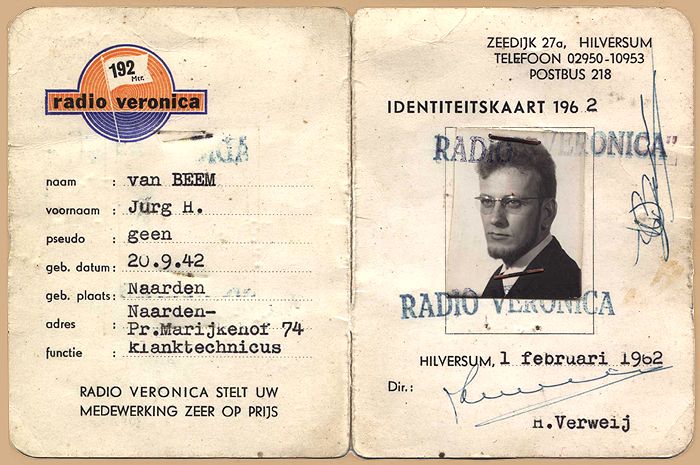 192
Mtr.
radio veronica
naam : van BEEM
voornaam : Jürg H.
pseudo : geen
geb. datum: 20.9.42
geb. plaats: Naarden
adres : Naarden-
Pr.Marijkehof 74
functie : klanktechnicus
RADIO VERONICA STELT UW
MEDEWERKING ZEER OP PRIJS
ZEEDIJK 27a, HILVERSUM
TELEFOON 02950-10953
POSTBUS 218
IDENTITEITSKAART 196 2
RADIO VERONICA"
RADIO VERONICA
HILVERSUM, 1 februari 1962
Dir.:
H.Verweij